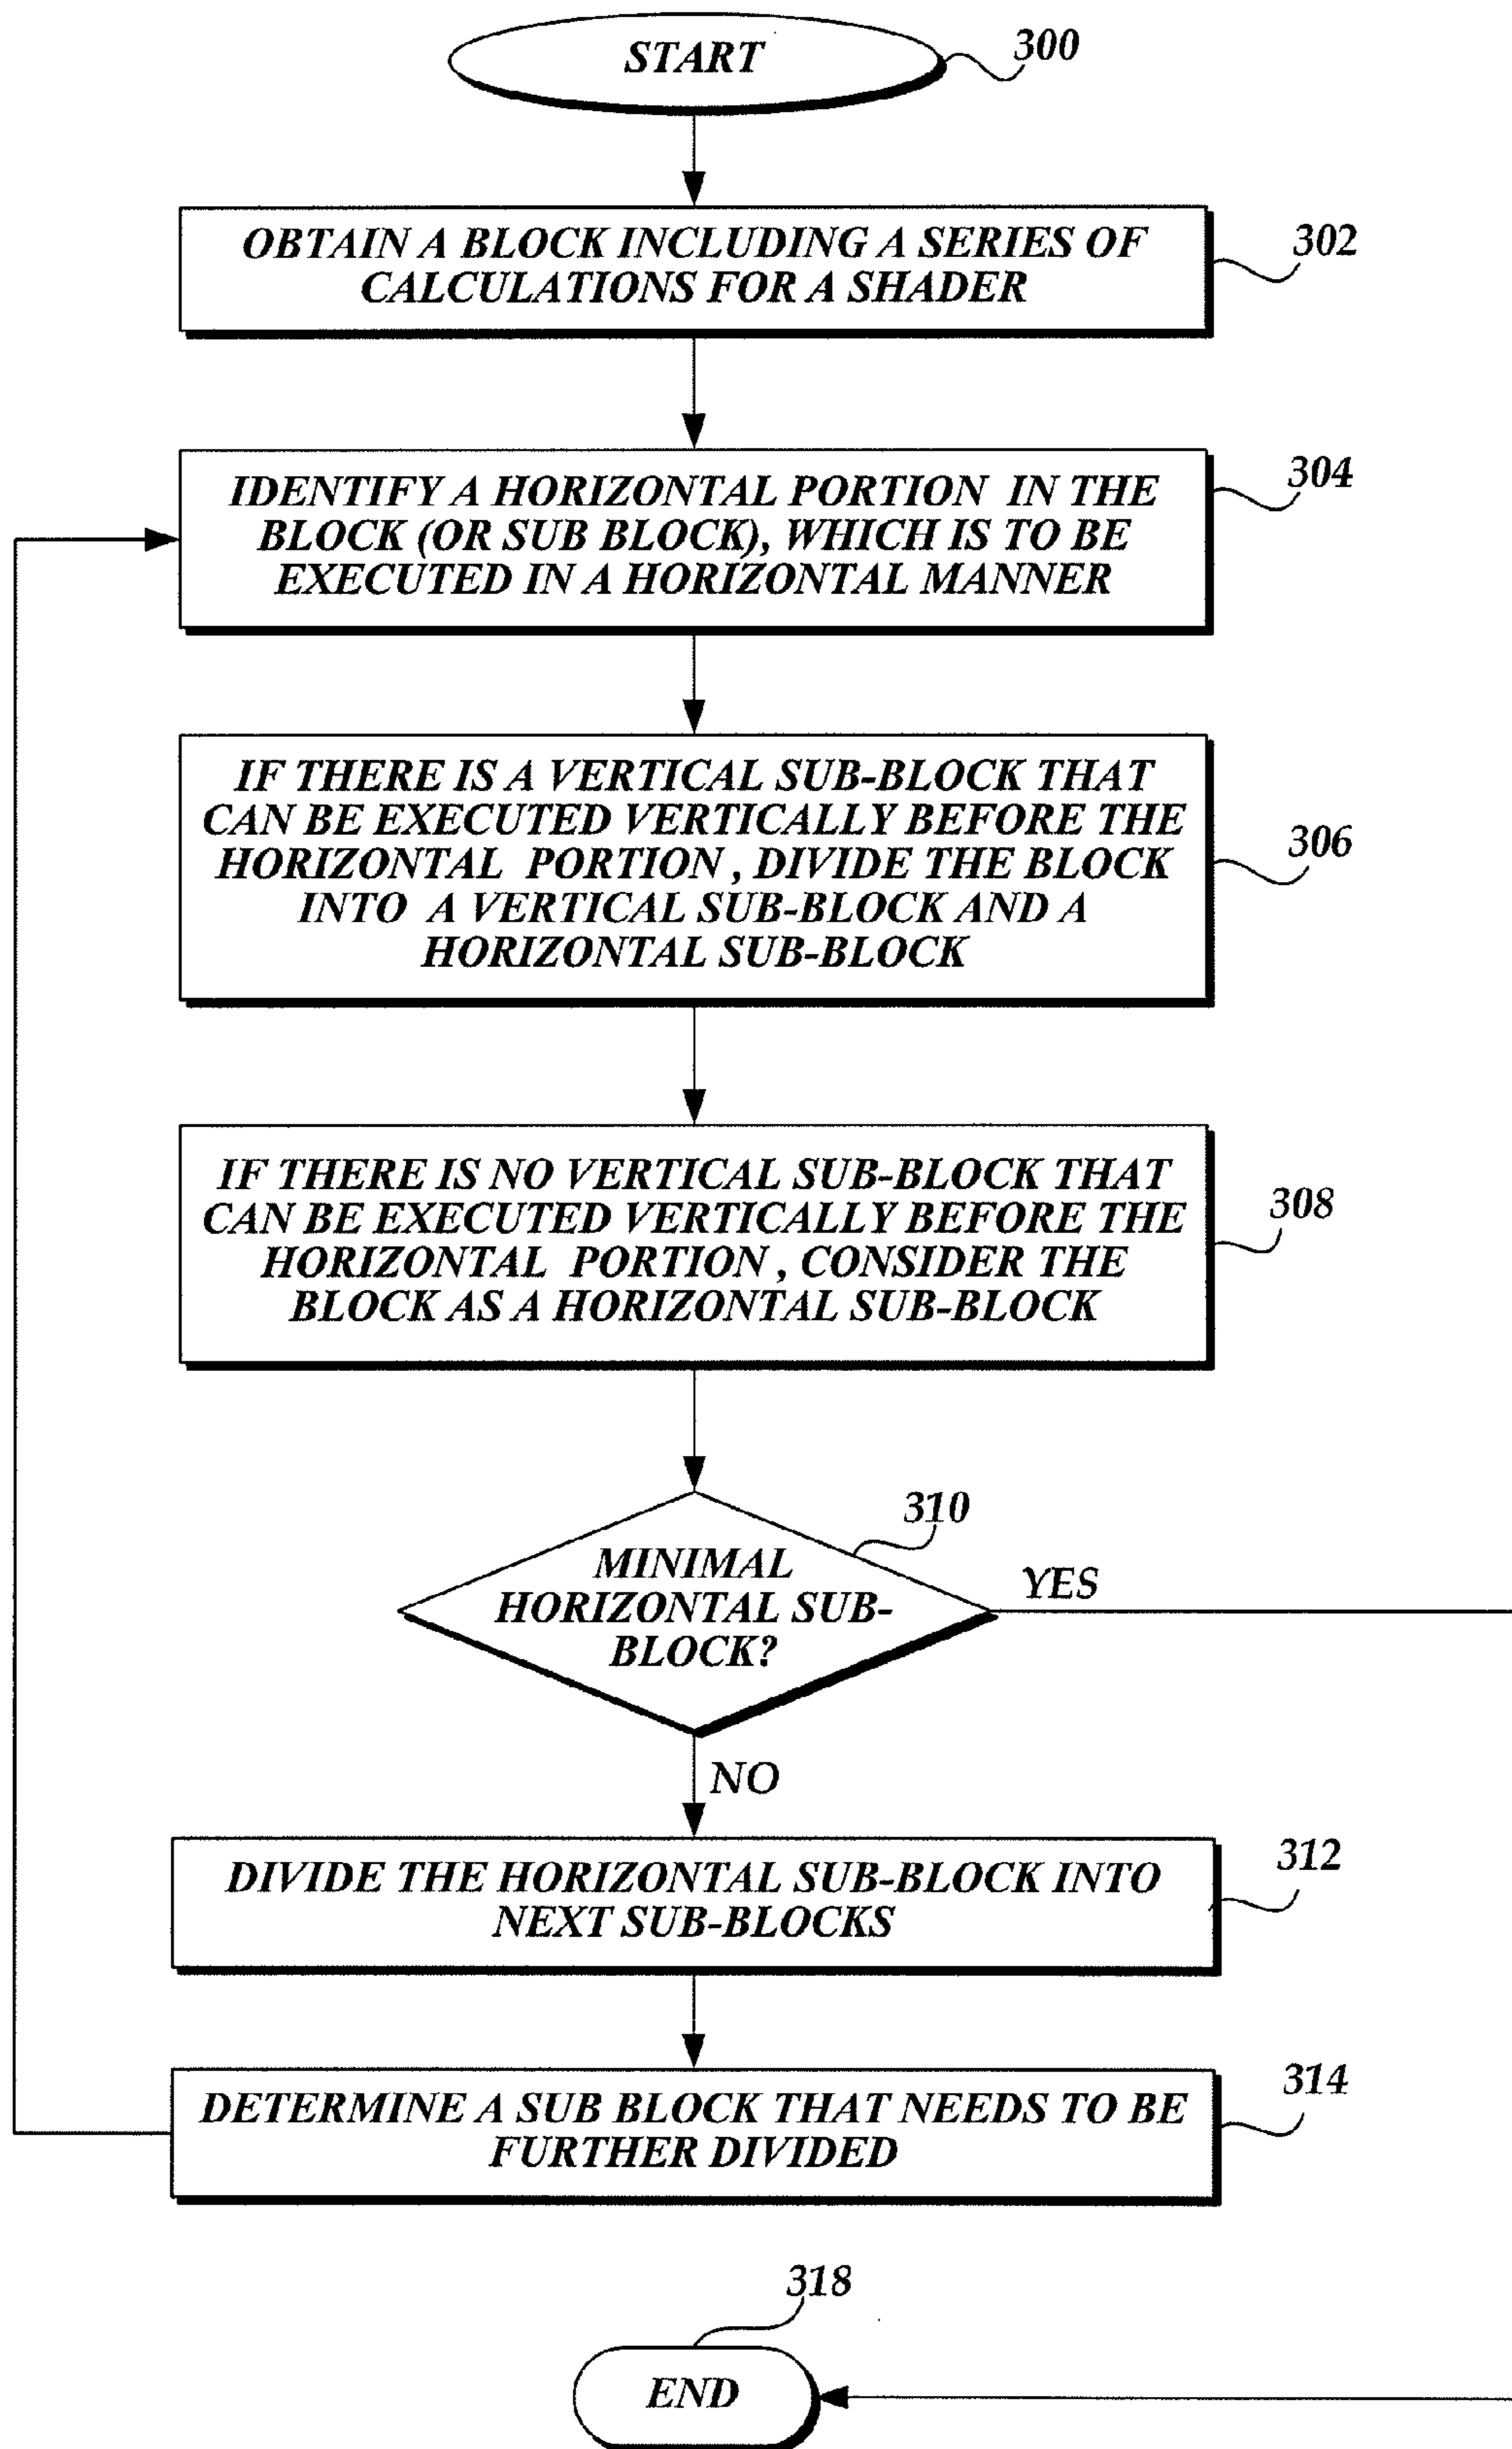 START
300
OBTAIN A BLOCK INCLUDING A SERIES OF
CALCULATIONS FOR A SHADER
302
IDENTIFY A HORIZONTAL PORTION IN THE
BLOCK (OR SUB BLOCK), WHICH IS TO BE
EXECUTED IN A HORIZONTAL MANNER
304
IF THERE IS A VERTICAL SUB-BLOCK THAT
CAN BE EXECUTED VERTICALLY BEFORE THE
HORIZONTAL PORTION, DIVIDE THE BLOCK
INTO A VERTICAL SUB-BLOCK AND A
HORIZONTAL SUB-BLOCK
306
IF THERE IS NO VERTICAL SUB-BLOCK THAT
CAN BE EXECUTED VERTICALLY BEFORE THE
HORIZONTAL PORTION, CONSIDER THE
BLOCK AS A HORIZONTAL SUB-BLOCK
308
310
MINIMAL
HORIZONTAL SUB-
BLOCK?
YES
NO
DIVIDE THE HORIZONTAL SUB-BLOCK INTO
NEXT SUB-BLOCKS
312
DETERMINE A SUB BLOCK THAT NEEDS TO BE
FURTHER DIVIDED
314
318
END